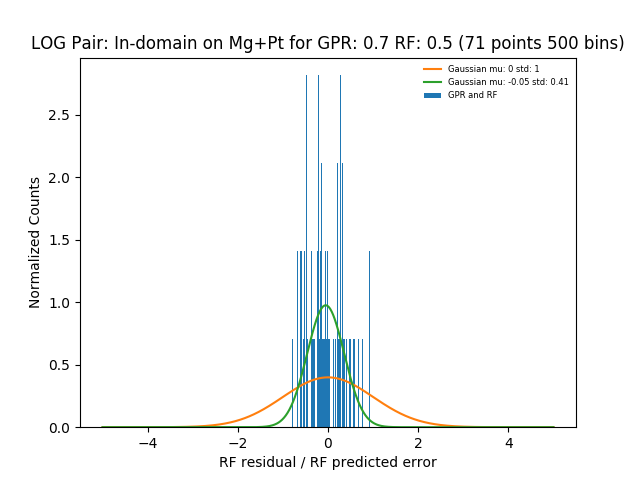 LOG Pair: In-domain on Mg+Pt for GPR: 0.7 RF: 0.5 (71 points 500 bins)
Gaussian mu: 0 std: 1
Gaussian mu: -0.05 std: 0.41
GPR and RF
Normalized Counts
2.5
2.0
1.5
1.0
0.5
0.0
−4 −2 0 2 4
RF residual / RF predicted error